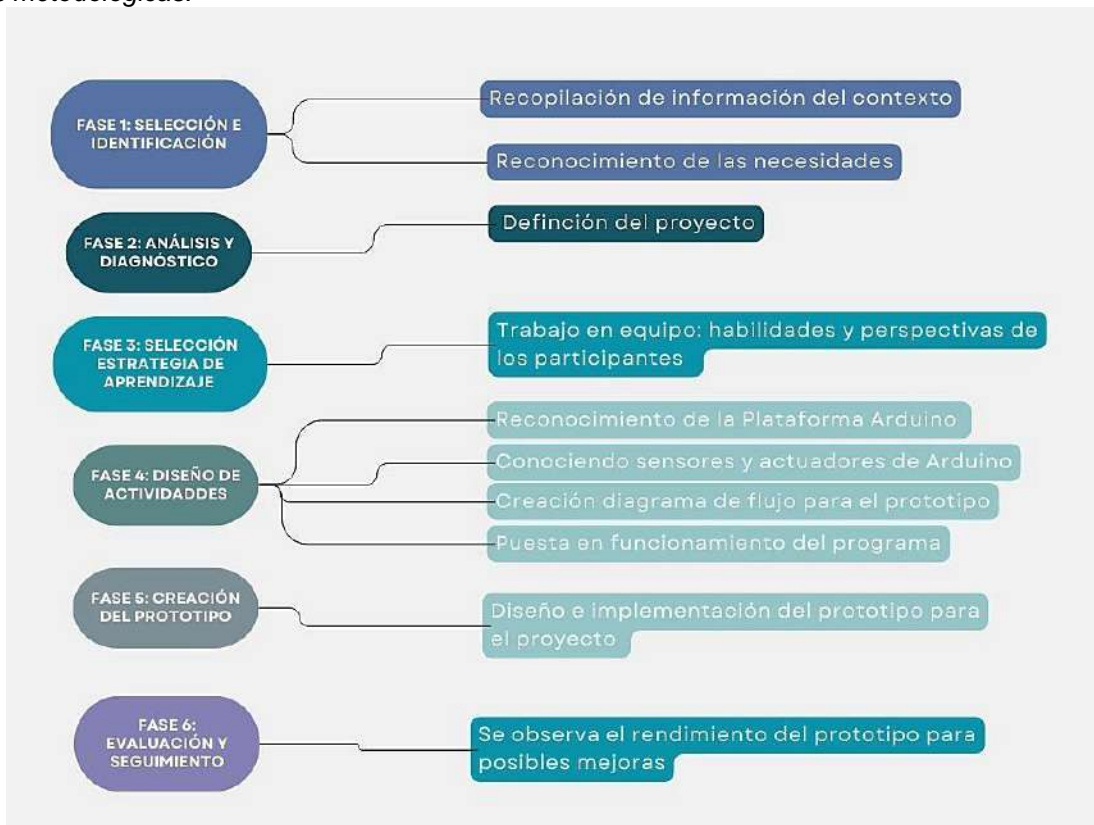 FASE 1: SELECCIÓN E
IDENTIFICACIÓN
Recopilación de información del contexto
Reconocimiento de las necesidades
FASE 2: ANÁLISIS Y
DIAGNÓSTICO
Definción del proyecto
FASE 3: SELECCIÓN
ESTRATEGIA DE
APRENDIZAJE
Trabajo en equipo: habilidades y perspectivas de
los participantes
FASE 4: DISEÑO DE
ACTIVIDADDES
Reconocimiento de la Plataforma Arduino
Conociendo sensores y actuadores de Arduino
Creación diagrama de flujo para el prototipo
Puesta en funcionamiento del programa
FASE 5: CREACIÓN
DEL PROTOTIPO
Diseño e implementación del prototipo para
el proyecto
FASE 6:
EVALUACIÓN Y
SEGUIMIENTO
Se observa el rendimiento del prototipo para
posibles mejoras